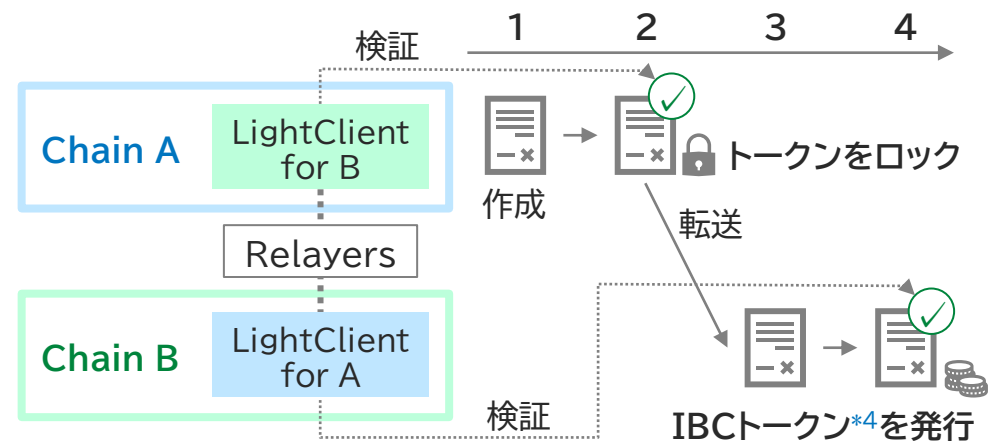 1 2 3 4
検証
Chain A
LightClient
for B
作成
トークンをロック
転送
Relayers
Chain B
LightClient
for A
検証
IBCトークン*4を発行